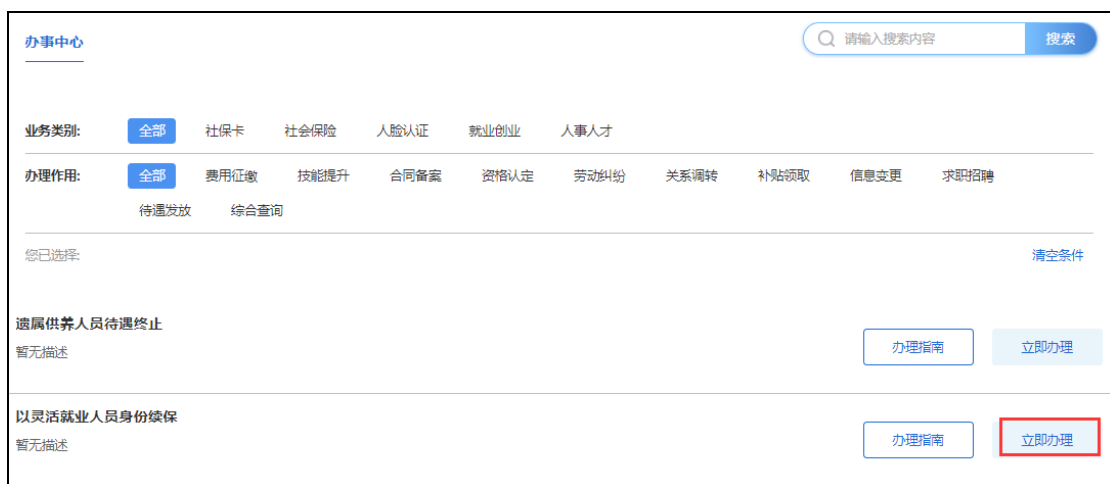 办事中心
请输入搜索内容 搜索
业务类别: 全部 社保卡 社会保险 人脸认证 就业创业 人事人才
办理作用: 全部 费用征缴 技能提升 合同备案 资格认定 劳动纠纷 关系调转 补贴领取 信息变更 求职招聘
待遇发放 综合查询
您已选择: 清空条件
遗属供养人员待遇终止
暂无描述
办理指南 立即办理
以灵活就业人员身份续保
暂无描述
办理指南 立即办理